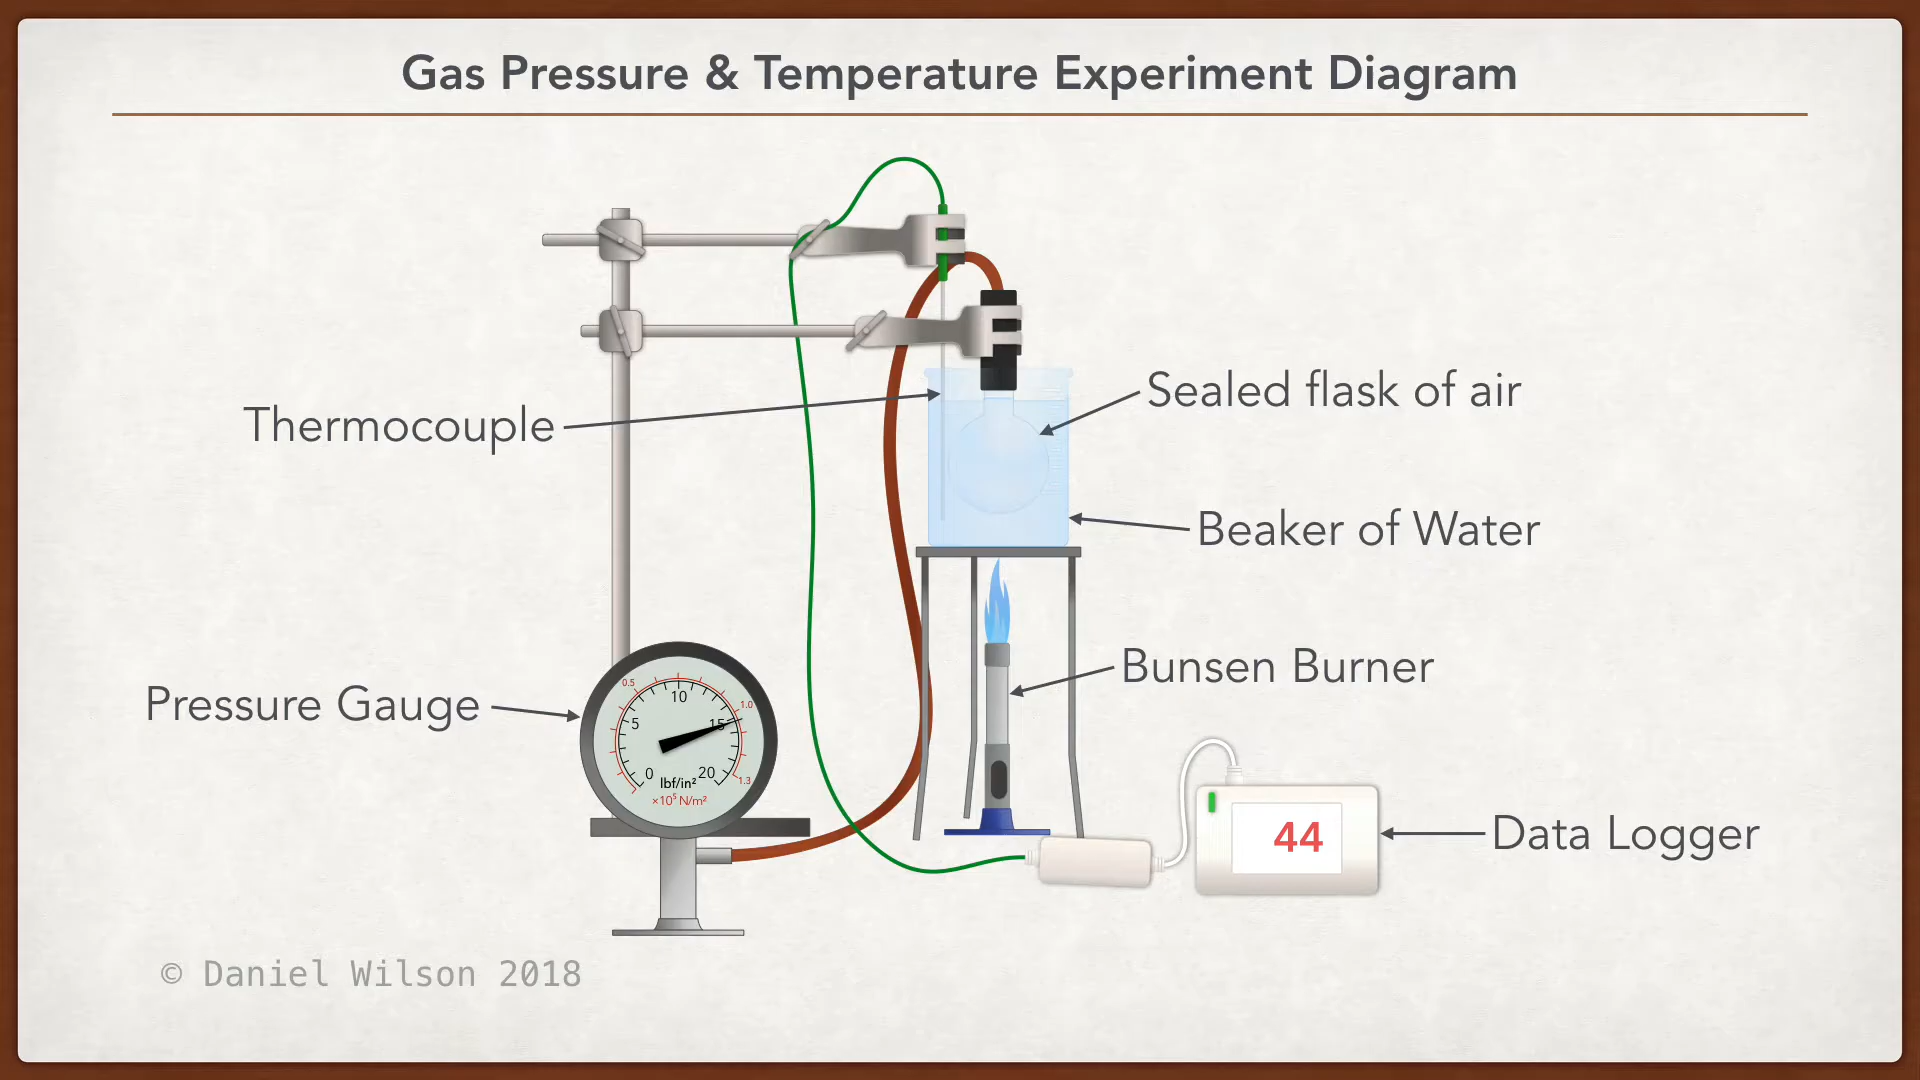 Gas Pressure & Temperature Experiment Diagram
Sealed flask of air
Thermocouple
Beaker of Water
Bunsen Burner
Pressure Gauge
0.5
10
1.0
5
15
0
lbf/in²
20
1.3
×10⁵ N/m²
44
Data Logger
© Daniel Wilson 2018